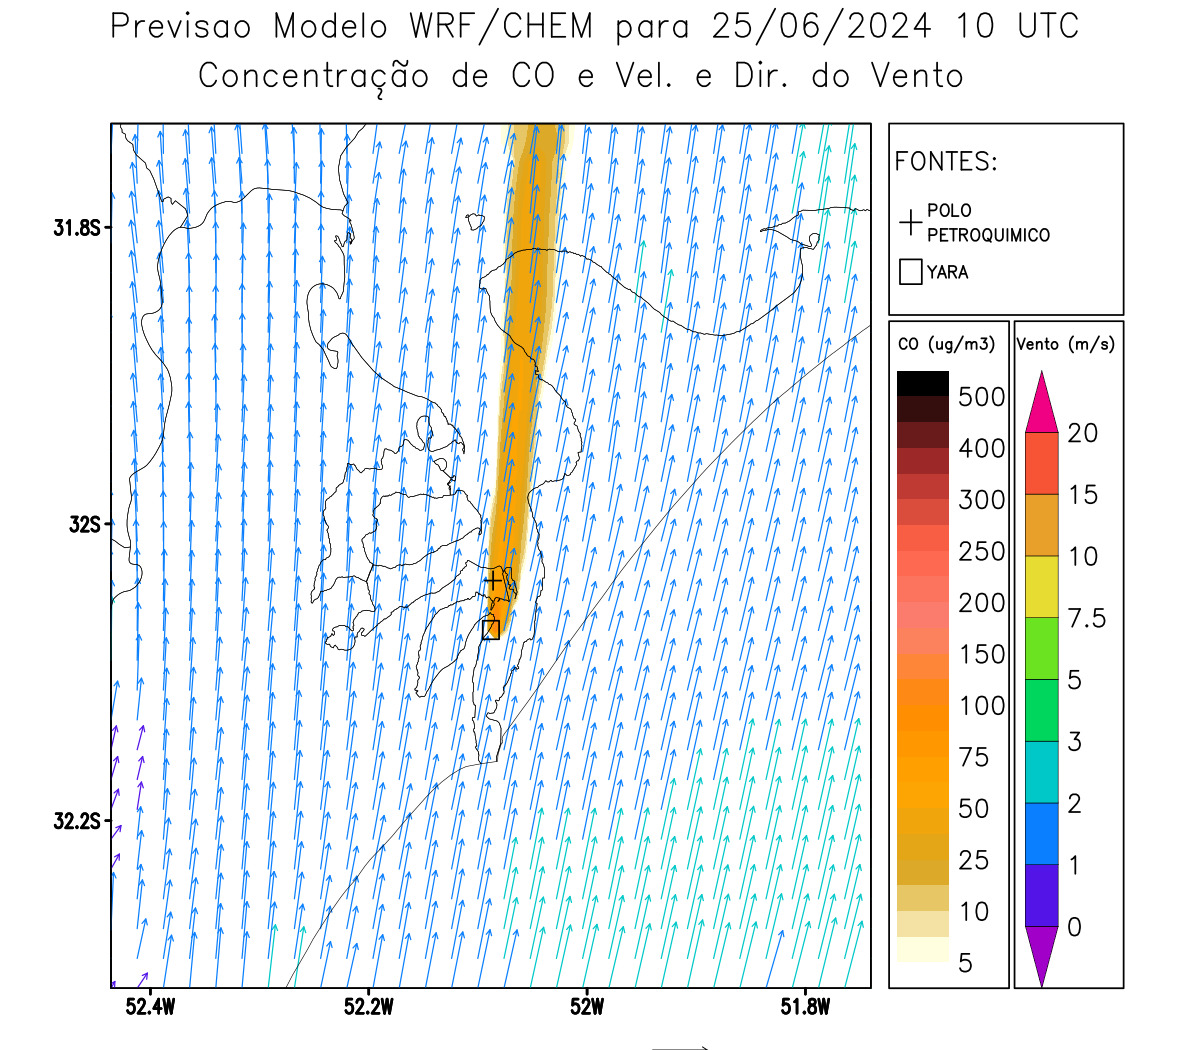 Previsao Modelo WRF/CHEM para 25/06/2024 10 UTC
Concentração de CO e Vel. e Dir. do Vento
FONTES:
POLO
PETROQUIMICO
YARA
CO (ug/m3)
500
400
300
250
200
150
100
75
50
25
10
5
Vento (m/s)
20
15
10
7.5
5
3
2
1
0
31.8S
32S
32.2S
52.4W
52.2W
52W
51.8W